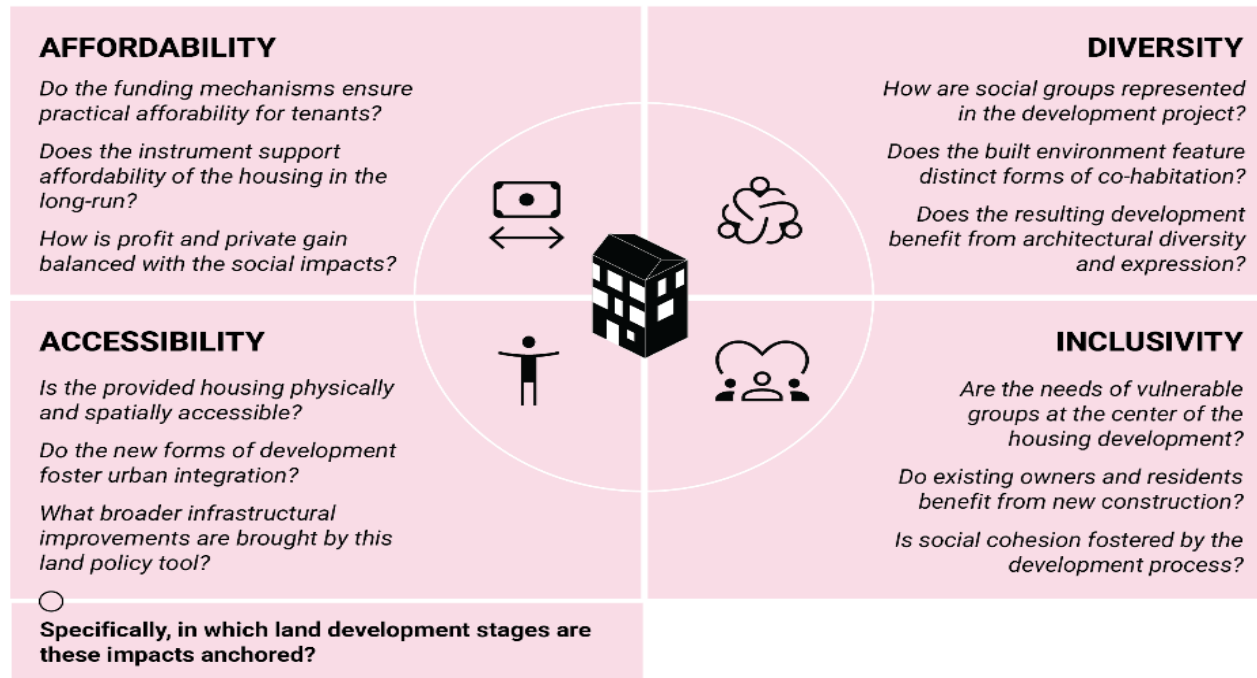 AFFORDABILITY
Do the funding mechanisms ensure
practical afforability for tenants?
Does the instrument support
affordability of the housing in the
long-run?
How is profit and private gain
balanced with the social impacts?
DIVERSITY
How are social groups represented
in the development project?
Does the built environment feature
distinct forms of co-habitation?
Does the resulting development
benefit from architectural diversity
and expression?
ACCESSIBILITY
Is the provided housing physically
and spatially accessible?
Do the new forms of development
foster urban integration?
What broader infrastructural
improvements are brought by this
land policy tool?
INCLUSIVITY
Are the needs of vulnerable
groups at the center of the
housing development?
Do existing owners and residents
benefit from new construction?
Is social cohesion fostered by the
development process?
Specifically, in which land development stages are
these impacts anchored?